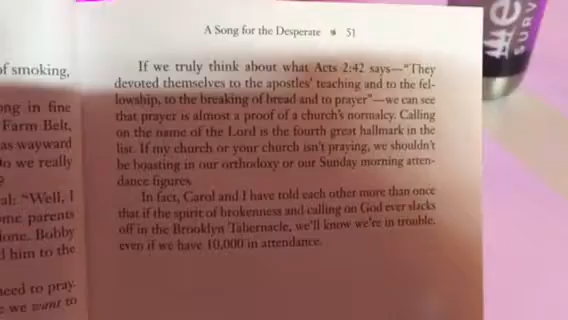 of smoking,
ong in fine
Farm Belt,
as wayward
do we really
?
al: "Well, I
ome parents
lone. Bobby
d him to the
need to pray.
e we want to
A Song for the Desperate 51
If we truly think about what Acts 2:42 says—"They
devoted themselves to the apostles' teaching and to the fel-
lowship, to the breaking of bread and to prayer"—we can see
that prayer is almost a proof of a church's normalcy. Calling
on the name of the Lord is the fourth great hallmark in the
list. If my church or your church isn't praying, we shouldn't
be boasting in our orthodoxy or our Sunday morning atten-
dance figures.
In fact, Carol and I have told each other more than once
that if the spirit of brokenness and calling on God ever slacks
off in the Brooklyn Tabernacle, we'll know we're in trouble,
even if we have 10,000 in attendance.
#e
SURV